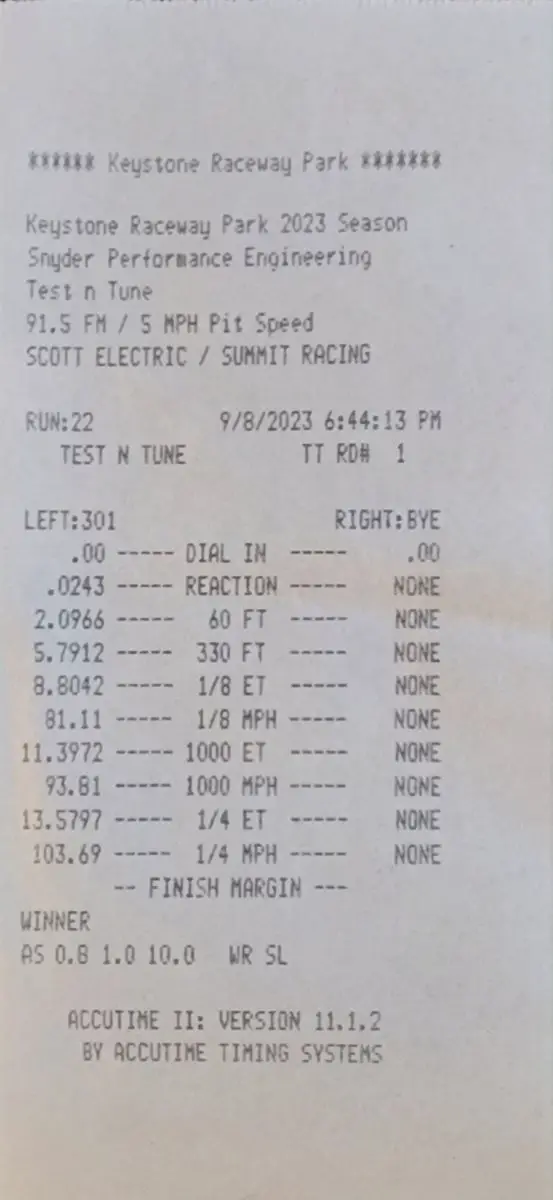 ****** Keystone Raceway Park *******
Keystone Raceway Park 2023 Season
Snyder Performance Engineering
Test n Tune
91.5 FM / 5 MPH Pit Speed
SCOTT ELECTRIC / SUMMIT RACING
RUN:22 9/8/2023 6:44:13 PM
TEST N TUNE TT RD# 1
LEFT:301 RIGHT:BYE
.00 ----- DIAL IN ----- .00
.0243 ----- REACTION ----- NONE
2.0966 ----- 60 FT ----- NONE
5.7912 ----- 330 FT ----- NONE
8.8042 ----- 1/8 ET ----- NONE
81.11 ----- 1/8 MPH ----- NONE
11.3972 ----- 1000 ET ----- NONE
93.81 ----- 1000 MPH ----- NONE
13.5797 ----- 1/4 ET ----- NONE
103.69 ----- 1/4 MPH ----- NONE
-- FINISH MARGIN ---
WINNER
AS 0.8 1.0 10.0 WR SL
ACCUTIME II: VERSION 11.1.2
BY ACCUTIME TIMING SYSTEMS